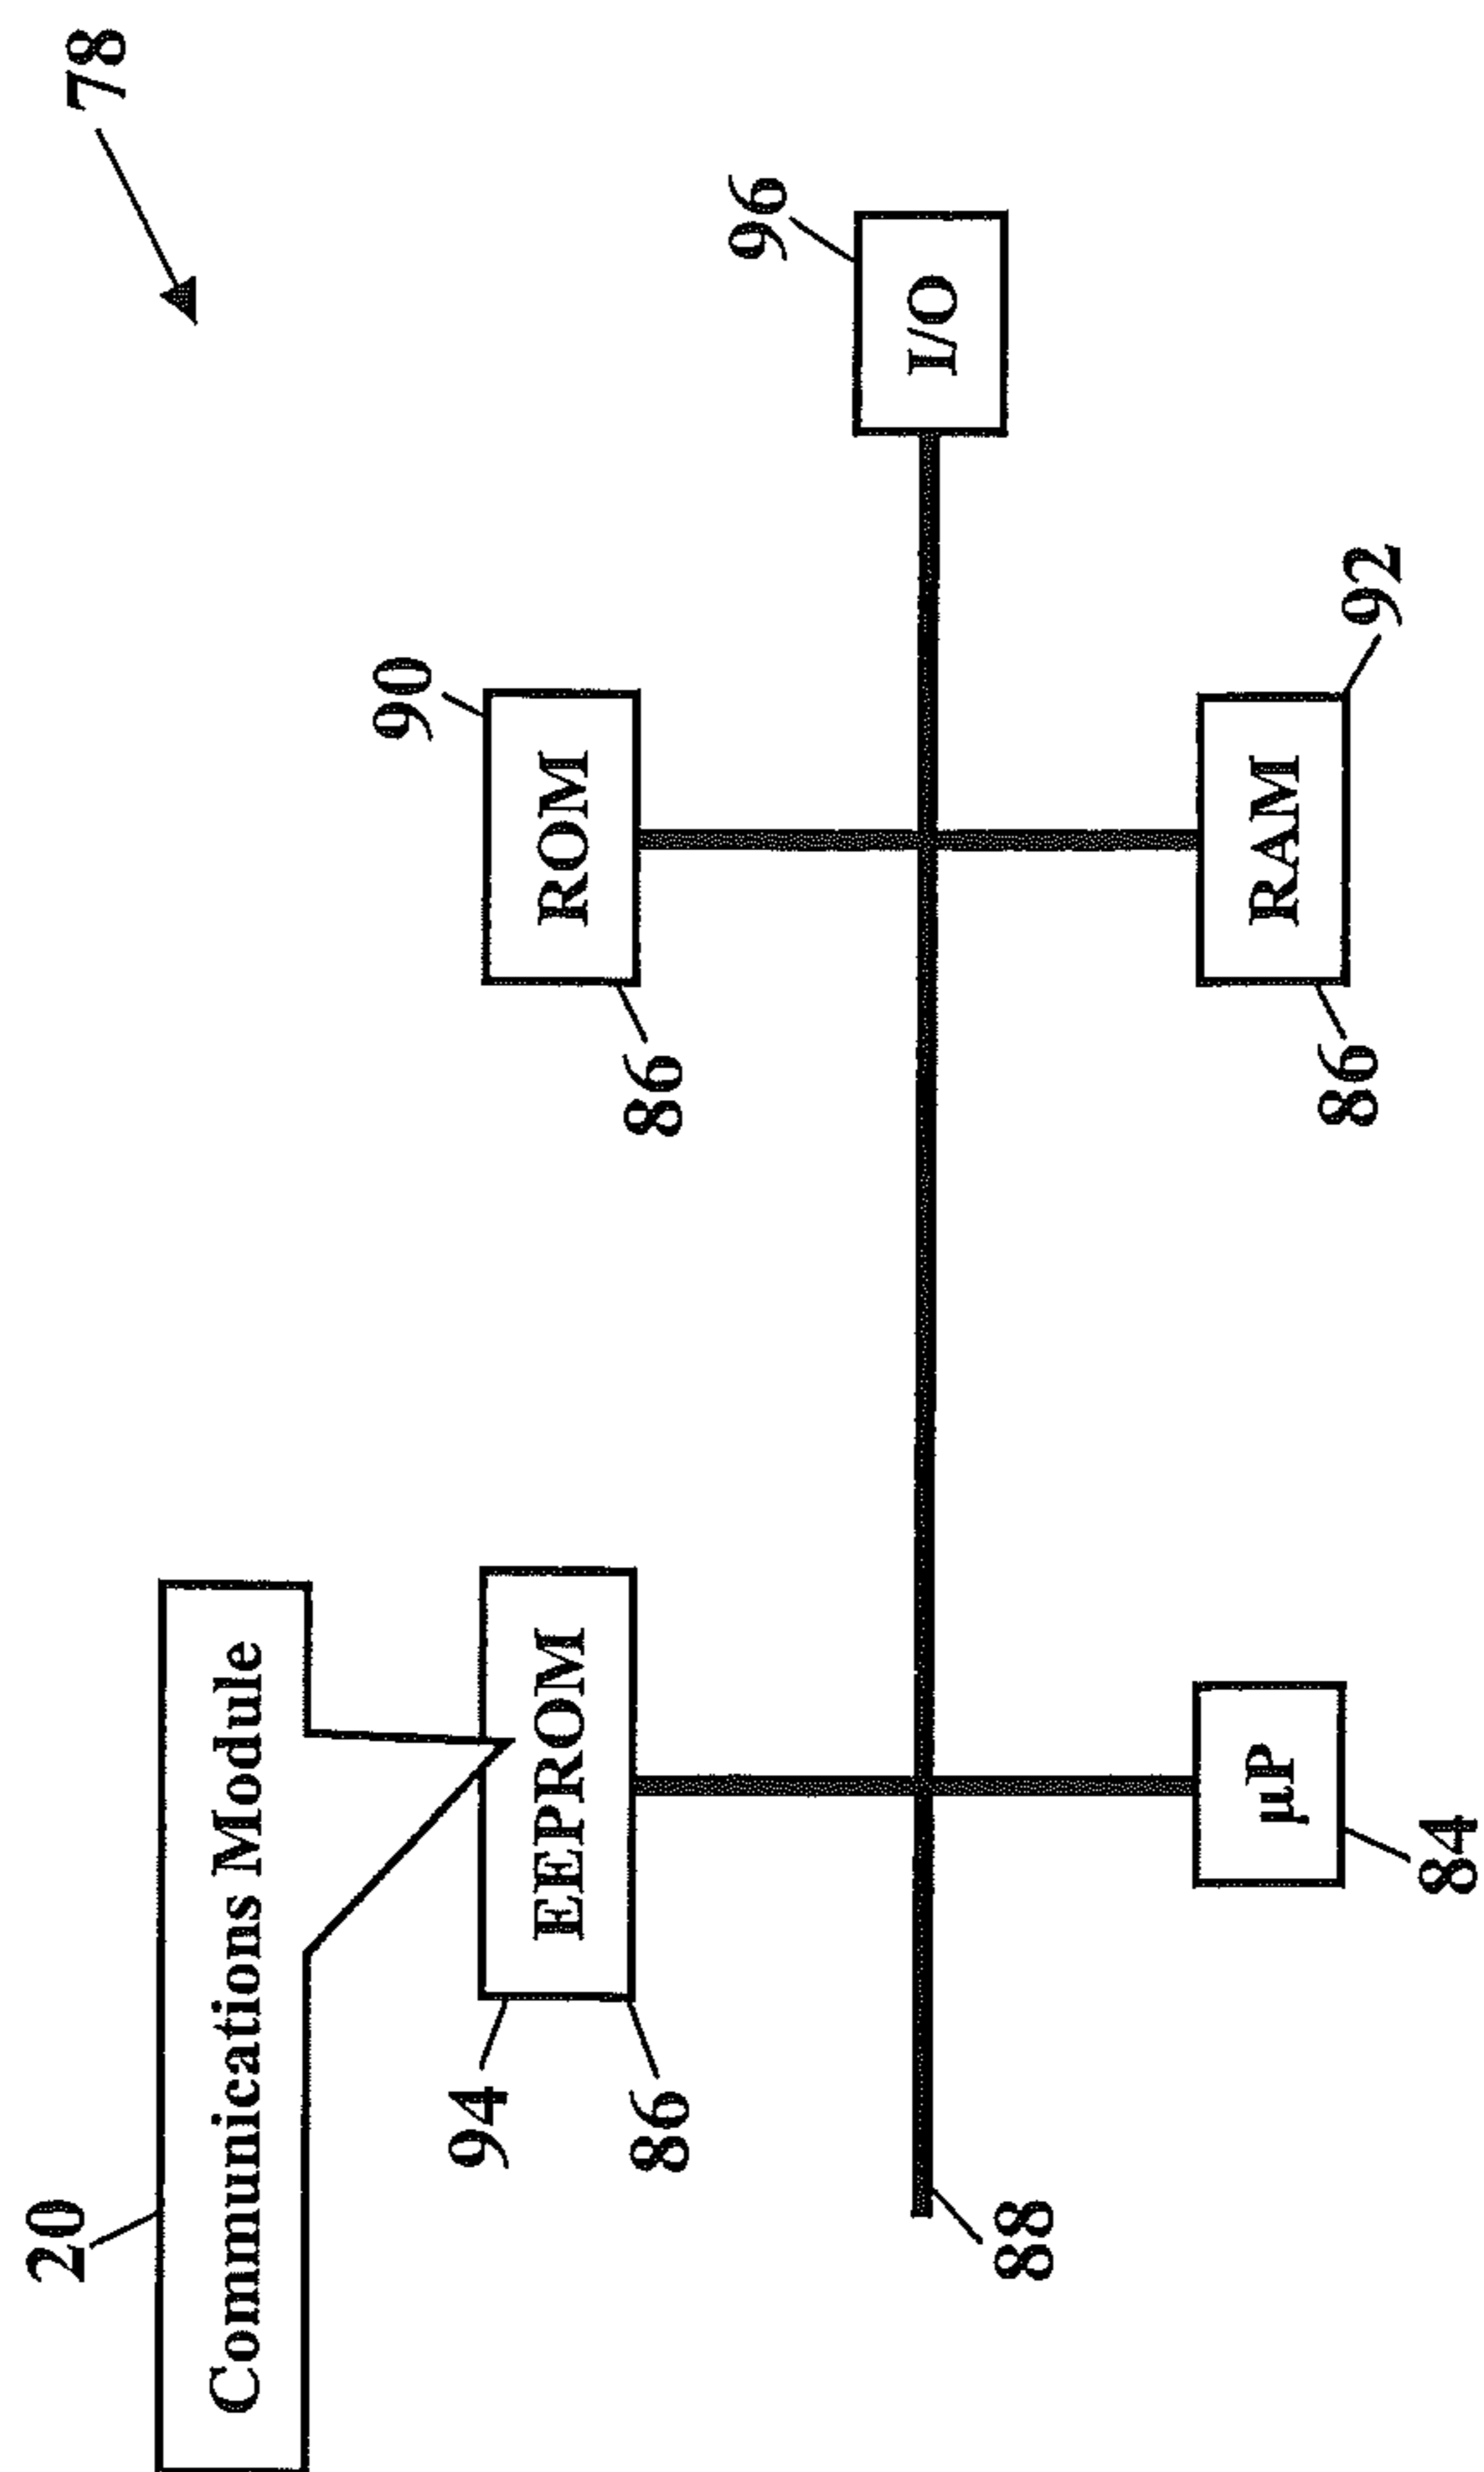 78
20
Communications Module
94
EEPROM
86
90
ROM
86
96
I/O
88
84
μP
86
RAM
92